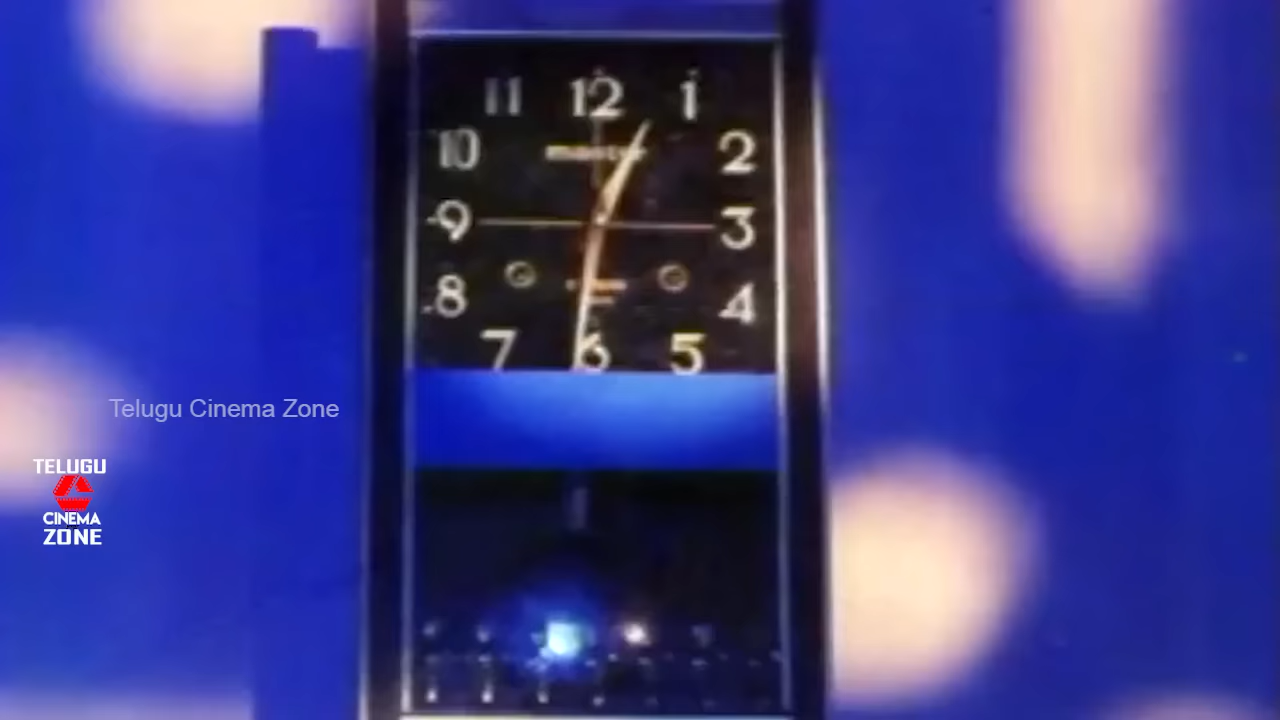 11 12 1
10 2
9 3
8 4
7 6 5
Telugu Cinema Zone
TELUGU
CINEMA
ZONE